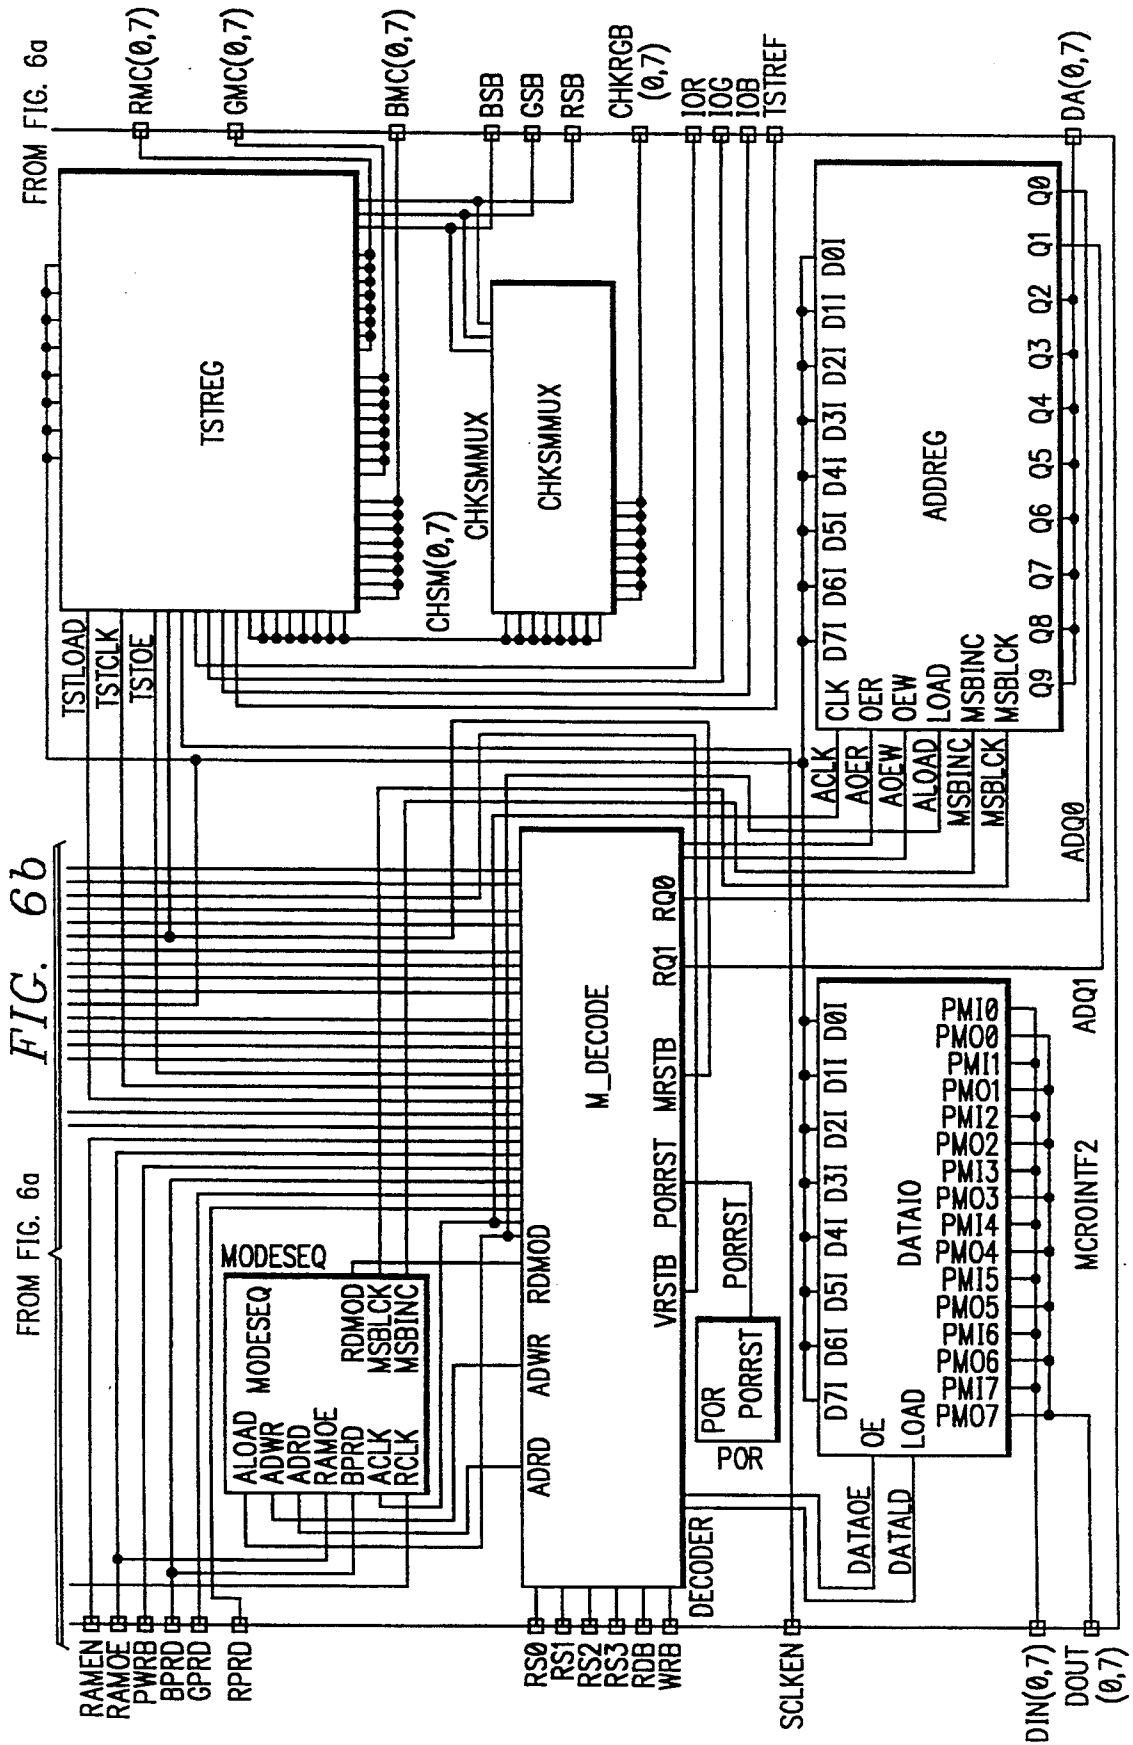 FIG. 6b
FROM FIG. 6a
FROM FIG. 6a
RAMEN
RAMOE
PWRB
BPRD
GPRD
RPRD
RS0
RS1
RS2
RS3
RDB
WRB
SCLKEN
DIN(0,7)
DOUT
(0,7)
MODESEQ
MODESEQ
ALOAD
ADWR
ADRD
RAMOE
BPRD
ACLK
RCLK
RDMOD
MSBLCK
MSBINC
TSTLOAD
TSTCLK
TSTOE
TSTREG
RMC(0,7)
GMC(0,7)
BMC(0,7)
BSB
GSB
RSB
CHKRGB
(0,7)
IOR
IOG
IOB
TSTREF
DA(0,7)
CHSM(0,7)
CHKSMMUX
CHKSMMUX
ADRD
ADWR
RDMOD
M_DECODE
VRSTB
PORRST
MRSTB
RQ1
RQ0
DECODER
POR
PORRST
POR
PORRST
DATAOE
DATALD
D7I
D6I
D5I
D4I
D3I
D2I
D1I
D0I
OE
LOAD
DATAIO
PMO7
PMI7
PMO6
PMI6
PMO5
PMI5
PMO4
PMI4
PMO3
PMI3
PMO2
PMI2
PMO1
PMI1
PMO0
PMI0
MCROINTF2
ADQ1
ADQ0
ACLK
AOER
AOEW
ALOAD
MSBINC
MSBLCK
D7I
D6I
D5I
D4I
D3I
D2I
D1I
D0I
CLK
OER
OEW
LOAD
MSBINC
MSBLCK
ADDREG
Q9
Q8
Q7
Q6
Q5
Q4
Q3
Q2
Q1
Q0